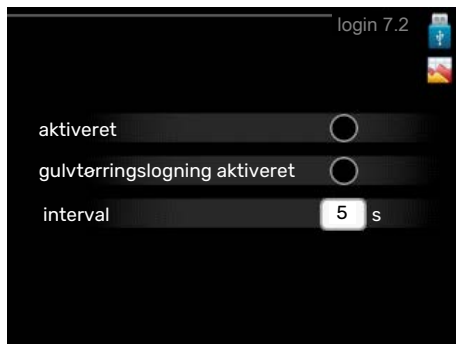 login 7.2
aktiveret
gulvtørringslogning aktiveret
interval 5 s